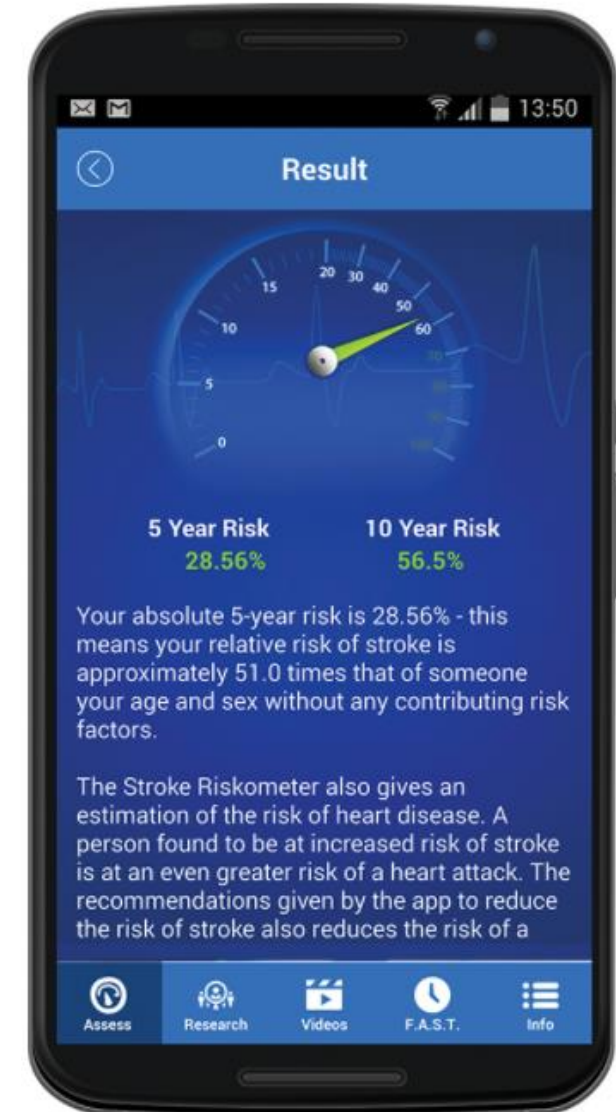 13:50
Result
0
5
10
15
20
30
40
50
60
70
80
90
100
5 Year Risk
10 Year Risk
28.56%
56.5%
Your absolute 5-year risk is 28.56% - this
means your relative risk of stroke is
approximately 51.0 times that of someone
your age and sex without any contributing risk
factors.
The Stroke Riskometer also gives an
estimation of the risk of heart disease. A
person found to be at increased risk of stroke
is at an even greater risk of a heart attack. The
recommendations given by the app to reduce
the risk of stroke also reduces the risk of a
Assess
Research
Videos
F.A.S.T.
Info